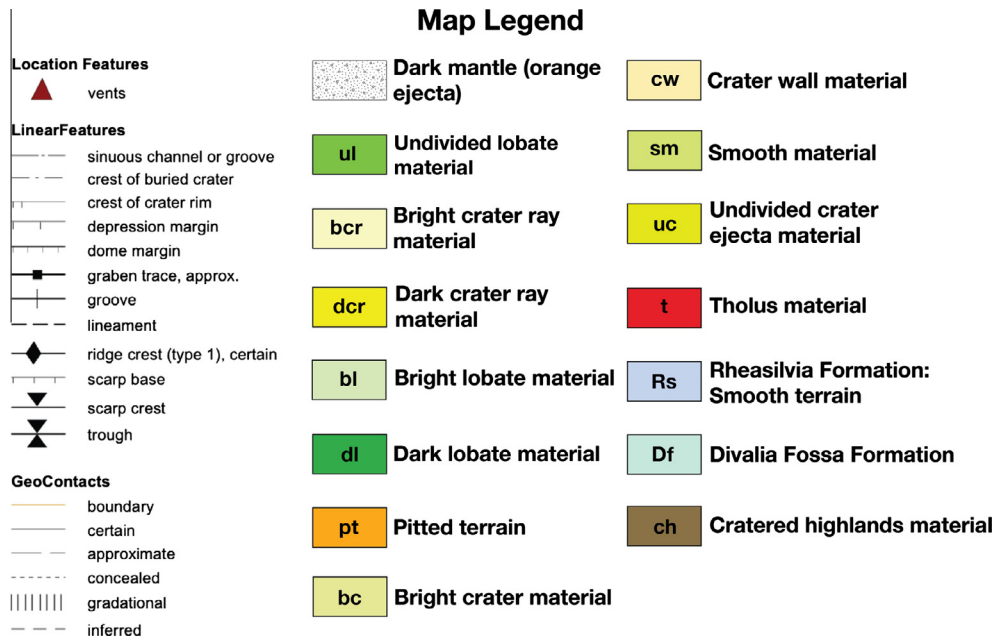 Map Legend
Location Features
vents
LinearFeatures
sinuous channel or groove
crest of buried crater
crest of crater rim
depression margin
dome margin
graben trace, approx.
groove
lineament
ridge crest (type 1), certain
scarp base
scarp crest
trough
GeoContacts
boundary
certain
approximate
concealed
gradational
inferred
Dark mantle (orange
ejecta)
ul
Undivided lobate
material
bcr
Bright crater ray
material
dcr
Dark crater ray
material
bl
Bright lobate material
dl
Dark lobate material
pt
Pitted terrain
bc
Bright crater material
cw
Crater wall material
sm
Smooth material
uc
Undivided crater
ejecta material
t
Tholus material
Rs
Rheasilvia Formation:
Smooth terrain
Df
Divalia Fossa Formation
ch
Cratered highlands material